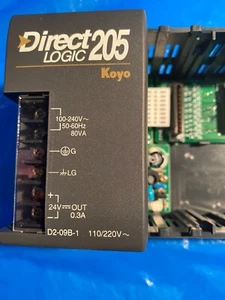 Direct 205
LOGIC
Koyo
100-240V~
50-60Hz
80VA
G
LG
+
24V OUT
0.3A
−
D2-09B-1 110/220V~